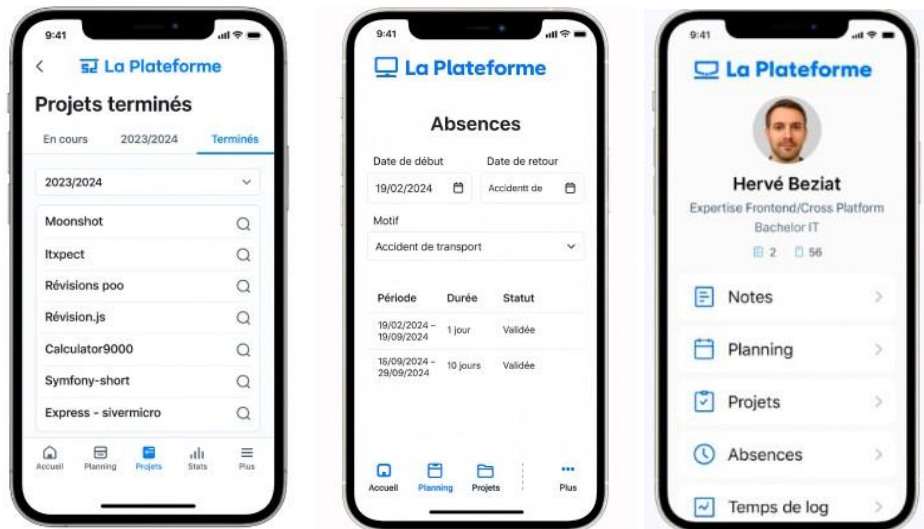 9:41
La Plateforme
Projets terminés
En cours 2023/2024 Terminés
2023/2024
Moonshot
Itxpect
Révisions poo
Révision.js
Calculator9000
Symfony-short
Express - sivermicro
Accueil Planning Projets Stats Plus
9:41
La Plateforme
Absences
Date de début Date de retour
19/02/2024 Accidentt de
Motif
Accident de transport
Période Durée Statut
19/02/2024 – 1 jour Validée
19/09/2024
16/09/2024 – 10 jours Validée
29/09/2024
Accueil Planning Projets Plus
9:41
La Plateforme
Hervé Beziat
Expertise Frontend/Cross Platform
Bachelor IT
2 56
Notes
Planning
Projets
Absences
Temps de log